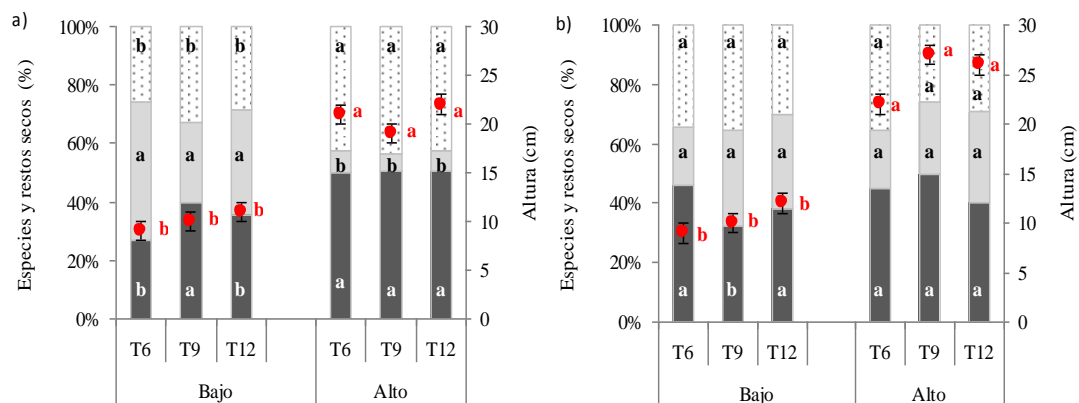 a)
Especies y restos secos (%)
100%
80%
60%
40%
20%
0%
b b b a a a
a a a b b b
b a b a a a
b b b a a a
30
25
20
15
10
5
0
Altura (cm)
T6 T9 T12 T6 T9 T12
Bajo Alto
b)
Especies y restos secos (%)
100%
80%
60%
40%
20%
0%
a a a a a a
a a a a a a
a b a a a a
b b b a a a
30
25
20
15
10
5
0
Altura (cm)
T6 T9 T12 T6 T9 T12
Bajo Alto